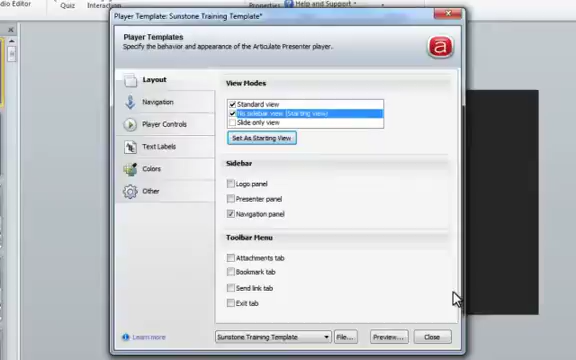 dio Editor
Quiz
Interaction
Properties
Help and Support
Player Template: Sunstone Training Template*
Player Templates
Specify the behavior and appearance of the Articulate Presenter player.
Layout
Navigation
Player Controls
Text Labels
Colors
Other
View Modes
Standard view
No sidebar view (Starting view)
Slide only view
Set As Starting View
Sidebar
Logo panel
Presenter panel
Navigation panel
Toolbar Menu
Attachments tab
Bookmark tab
Send link tab
Exit tab
Learn more
Sunstone Training Template
File...
Preview...
Close